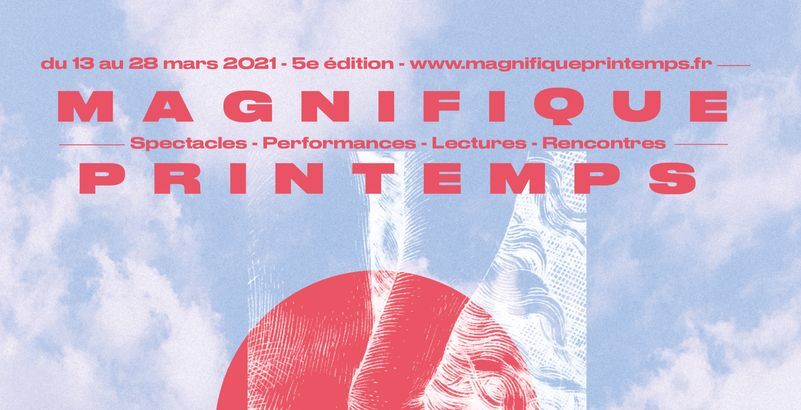 du 13 au 28 mars 2021 - 5e édition - www.magnifiqueprintemps.fr
MAGNIFIQUE
Spectacles - Performances - Lectures - Rencontres
PRINTEMPS